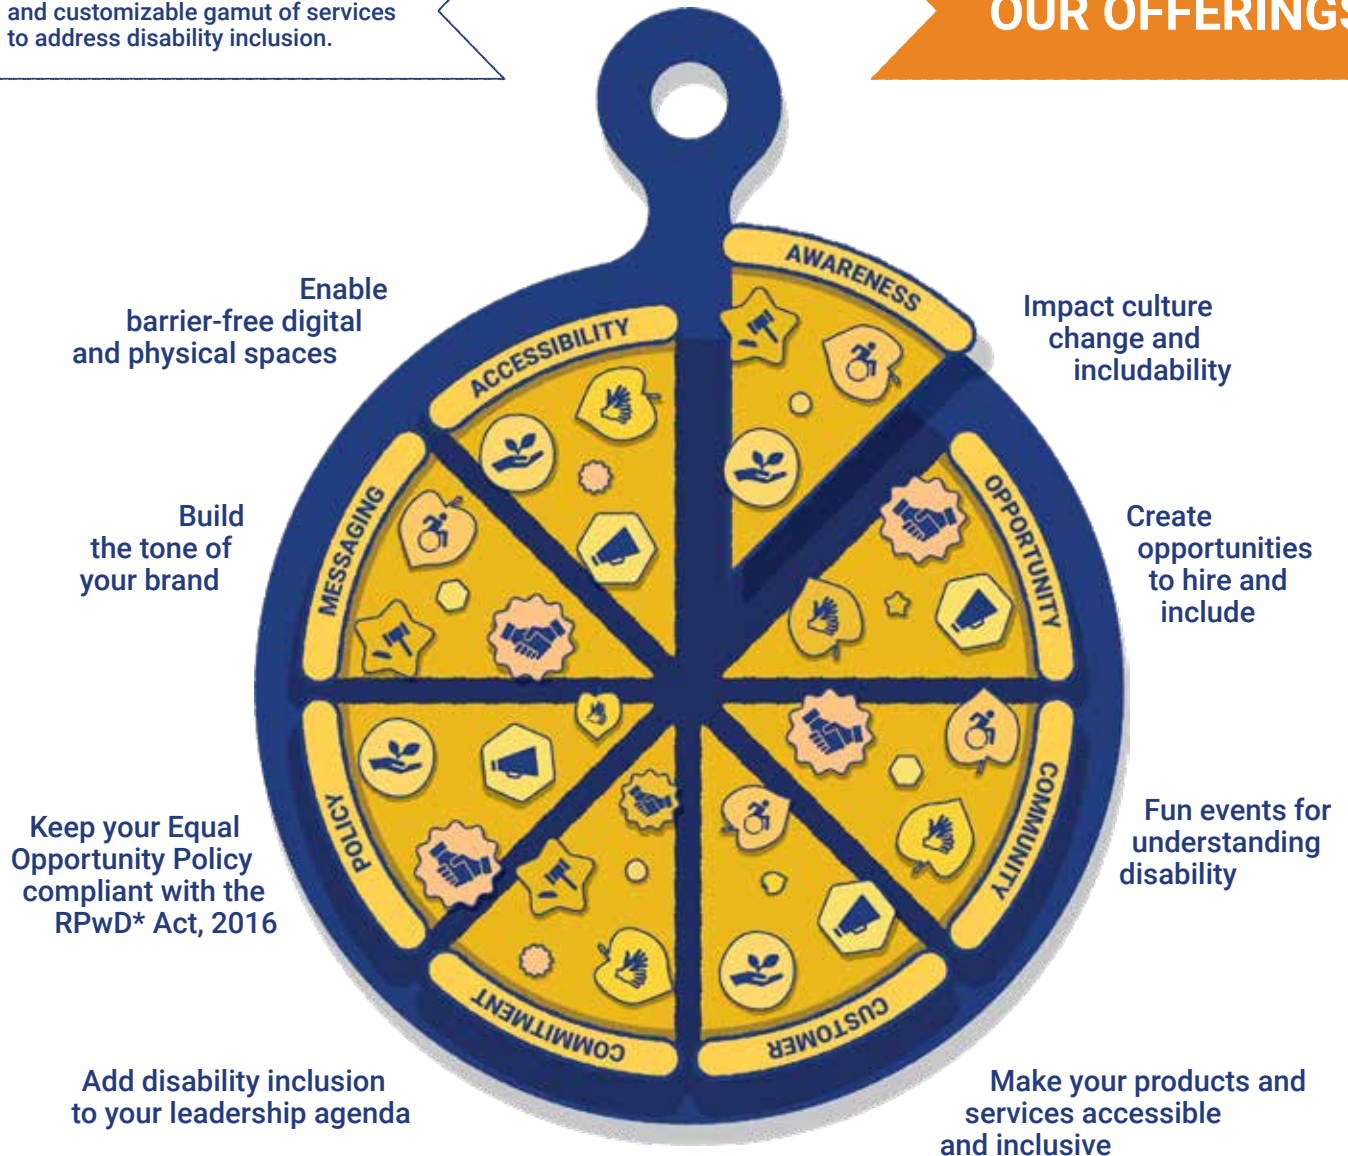 and customizable gamut of services
to address disability inclusion.
OUR OFFERINGS
AWARENESS
Impact culture
change and
includability
OPPORTUNITY
Create
opportunities
to hire and
include
COMMUNITY
Fun events for
understanding
disability
CUSTOMER
Make your products and
services accessible
and inclusive
COMMITMENT
Add disability inclusion
to your leadership agenda
POLICY
Keep your Equal
Opportunity Policy
compliant with the
RPwD* Act, 2016
MESSAGING
Build
the tone of
your brand
ACCESSIBILITY
Enable
barrier-free digital
and physical spaces